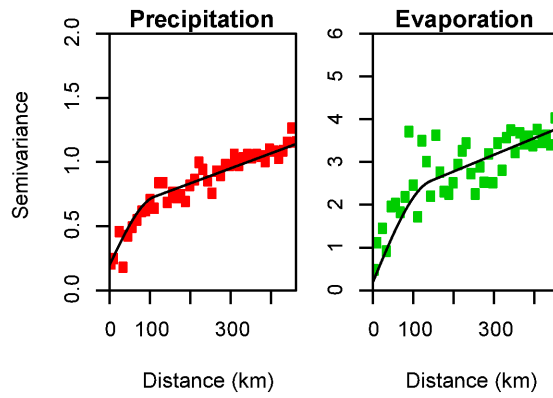 Precipitation
Evaporation
Semivariance
2.0
1.5
1.0
0.5
0.0
6
5
4
3
2
1
0
0 100 300
0 100 300
Distance (km)
Distance (km)